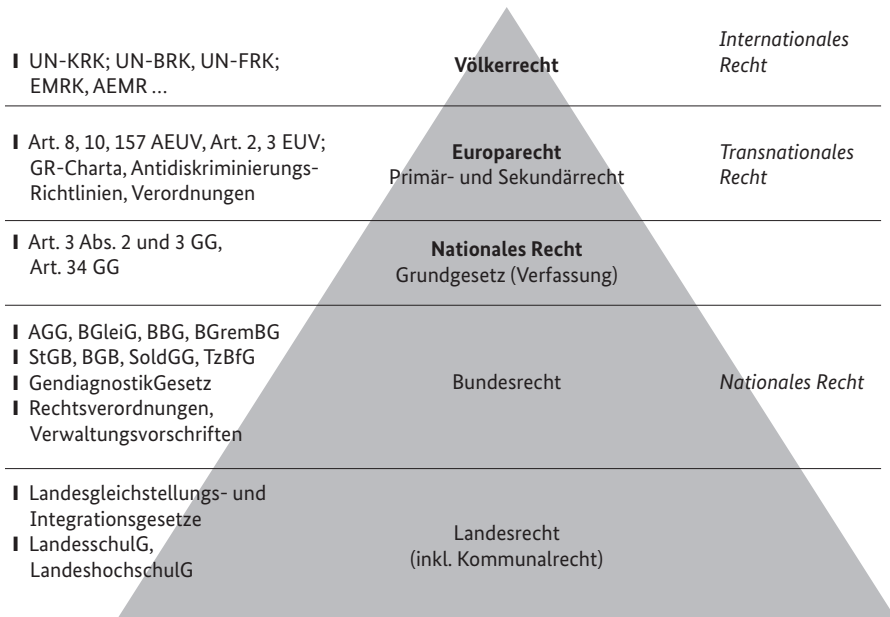 ▎ UN-KRK; UN-BRK, UN-FRK;
EMRK, AEMR …
Völkerrecht
Internationales
Recht
▎ Art. 8, 10, 157 AEUV, Art. 2, 3 EUV;
GR-Charta, Antidiskriminierungs-
Richtlinien, Verordnungen
Europarecht
Primär- und Sekundärrecht
Transnationales
Recht
▎ Art. 3 Abs. 2 und 3 GG,
Art. 34 GG
Nationales Recht
Grundgesetz (Verfassung)
▎ AGG, BGleiG, BBG, BGremBG
▎ StGB, BGB, SoldGG, TzBfG
▎ GendiagnostikGesetz
▎ Rechtsverordnungen,
Verwaltungsvorschriften
Bundesrecht
Nationales Recht
▎ Landesgleichstellungs- und
Integrationsgesetze
▎ LandesschulG,
LandeshochschulG
Landesrecht
(inkl. Kommunalrecht)